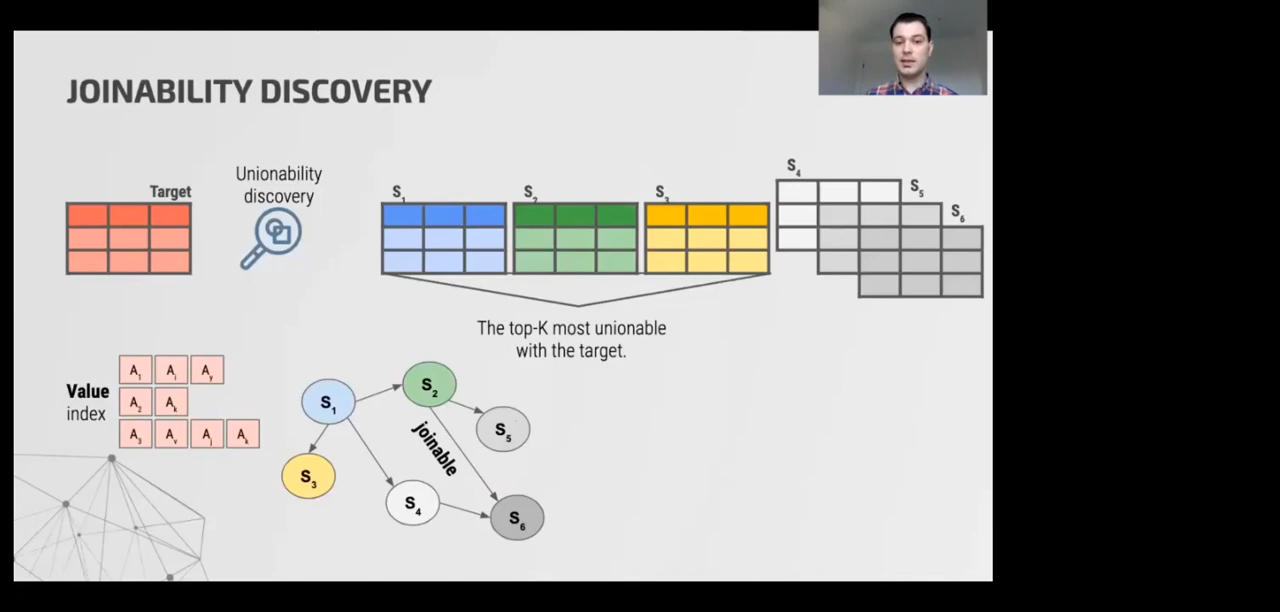 JOINABILITY DISCOVERY
Target
Unionability
discovery
S1
S2
S3
S4
S5
S6
The top-K most unionable
with the target.
Value
index
A1 Ai Ay
A2 Ak
A3 Av Aj Ak
S1
S2
S3
S4
S5
S6
joinable